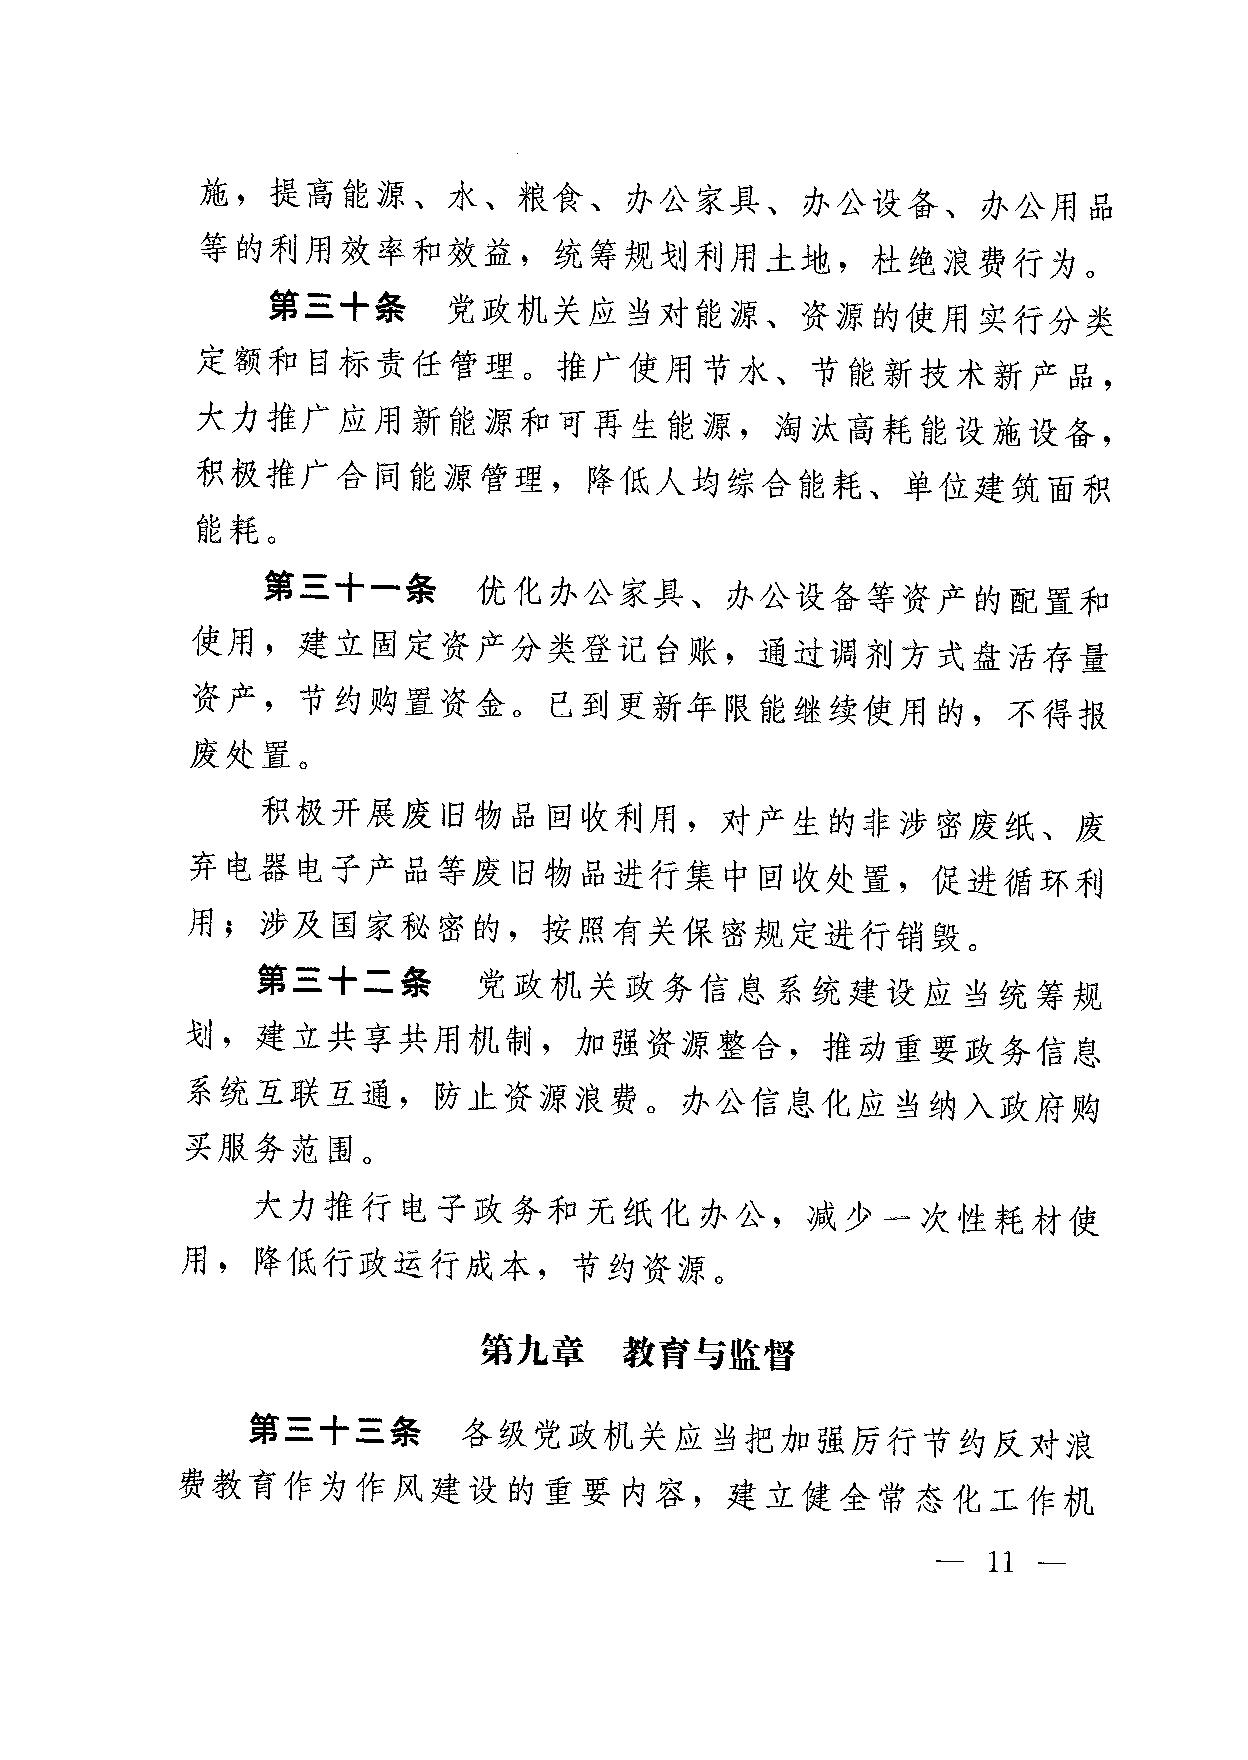 施，提高能源、水、粮食、办公家具、办公设备、办公用品
等的利用效率和效益，统筹规划利用土地，杜绝浪费行为。
第三十条　党政机关应当对能源、资源的使用实行分类
定额和目标责任管理。推广使用节水、节能新技术新产品，
大力推广应用新能源和可再生能源，淘汰高耗能设施设备，
积极推广合同能源管理，降低人均综合能耗、单位建筑面积
能耗。
第三十一条　优化办公家具、办公设备等资产的配置和
使用，建立固定资产分类登记台账，通过调剂方式盘活存量
资产，节约购置资金。已到更新年限能继续使用的，不得报
废处置。
积极开展废旧物品回收利用，对产生的非涉密废纸、废
弃电器电子产品等废旧物品进行集中回收处置，促进循环利
用；涉及国家秘密的，按照有关保密规定进行销毁。
第三十二条　党政机关政务信息系统建设应当统筹规
划，建立共享共用机制，加强资源整合，推动重要政务信息
系统互联互通，防止资源浪费。办公信息化应当纳入政府购
买服务范围。
大力推行电子政务和无纸化办公，减少一次性耗材使
用，降低行政运行成本，节约资源。
第九章　教育与监督
第三十三条　各级党政机关应当把加强厉行节约反对浪
费教育作为作风建设的重要内容，建立健全常态化工作机
— 11 —